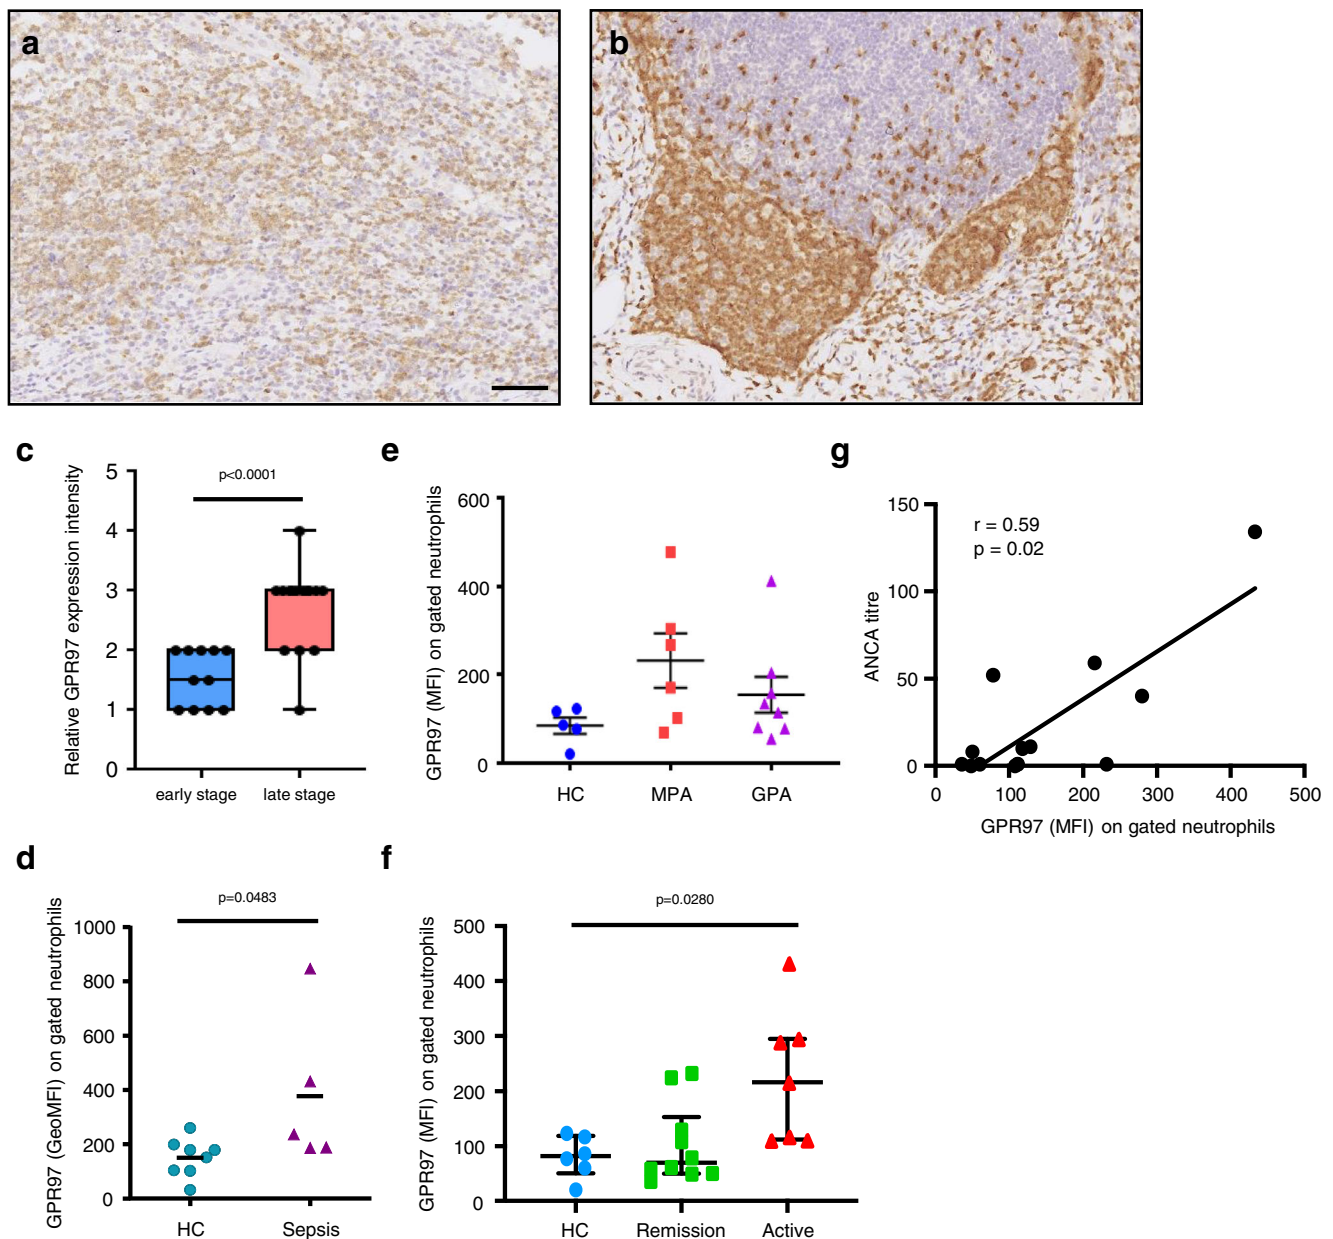 a
b
c
Relative GPR97 expression intensity
5
4
3
2
1
0
p<0.0001
early stage
late stage
e
GPR97 (MFI) on gated neutrophils
600
400
200
0
HC
MPA
GPA
g
ANCA titre
150
100
50
0
r = 0.59
p = 0.02
0
100
200
300
400
500
GPR97 (MFI) on gated neutrophils
d
GPR97 (GeoMFI) on gated neutrophils
1000
800
600
400
200
0
p=0.0483
HC
Sepsis
f
GPR97 (MFI) on gated neutrophils
500
400
300
200
100
0
p=0.0280
HC
Remission
Active